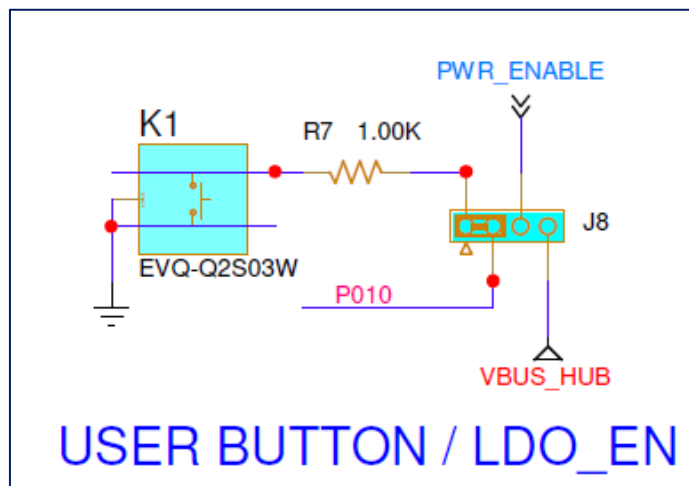 PWR_ENABLE
K1
R7 1.00K
J8
EVQ-Q2S03W
P010
VBUS_HUB
USER BUTTON / LDO_EN